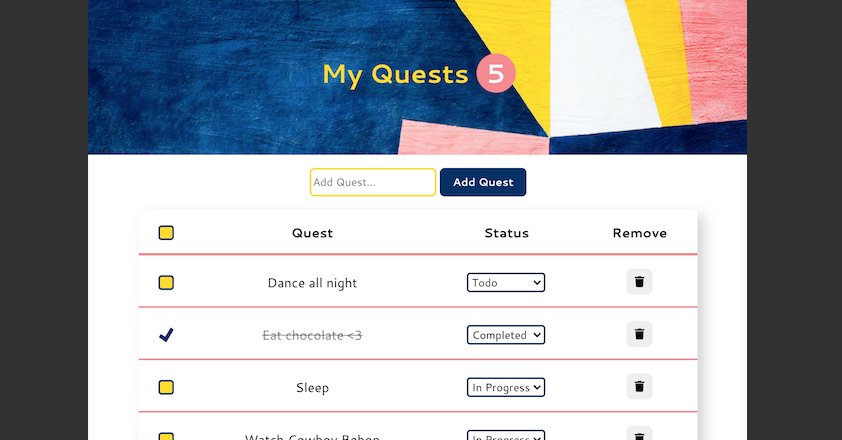 My Quests 5
Add Quest... Add Quest
Quest Status Remove
Dance all night Todo
Eat chocolate <3 Completed
Sleep In Progress
Watch Cowboy Bebop In Progress